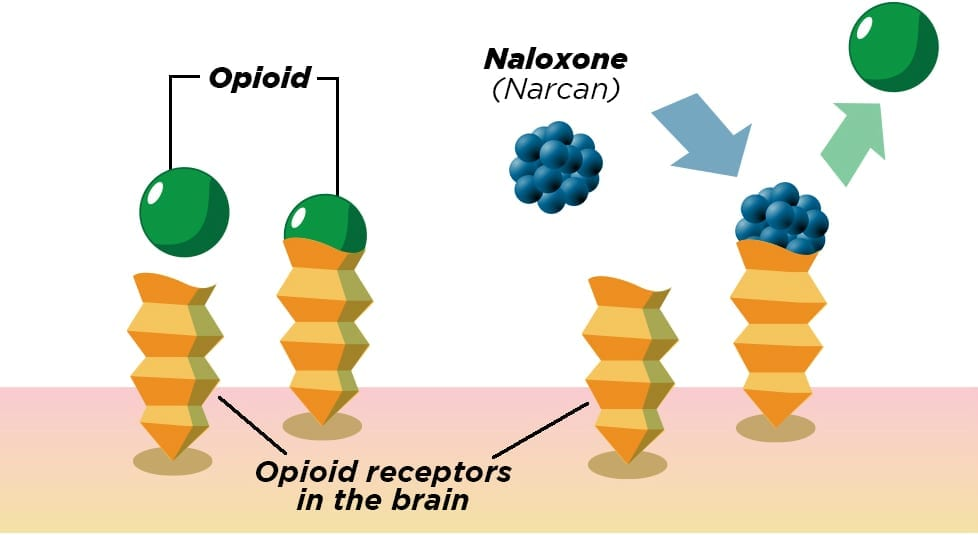 Opioid
Naloxone
(Narcan)
Opioid receptors
in the brain